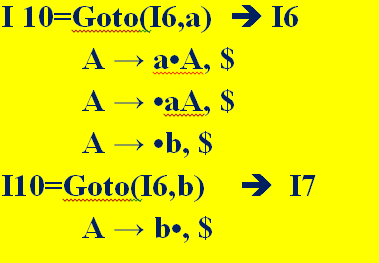 I 10=Goto(I6,a) ➔ I6
A → a•A, $
A → •aA, $
A → •b, $
I10=Goto(I6,b) ➔ I7
A → b•, $